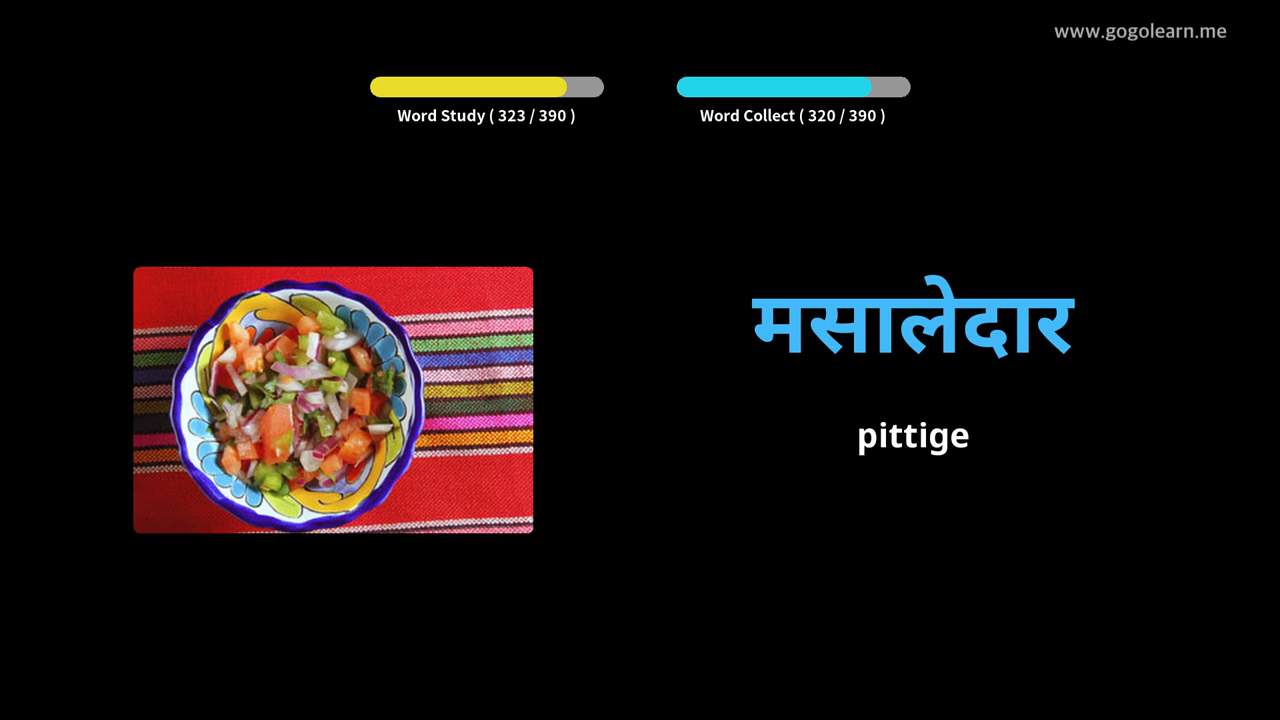 www.gogolearn.me
Word Study ( 323 / 390 )
Word Collect ( 320 / 390 )
मसालेदार
pittige